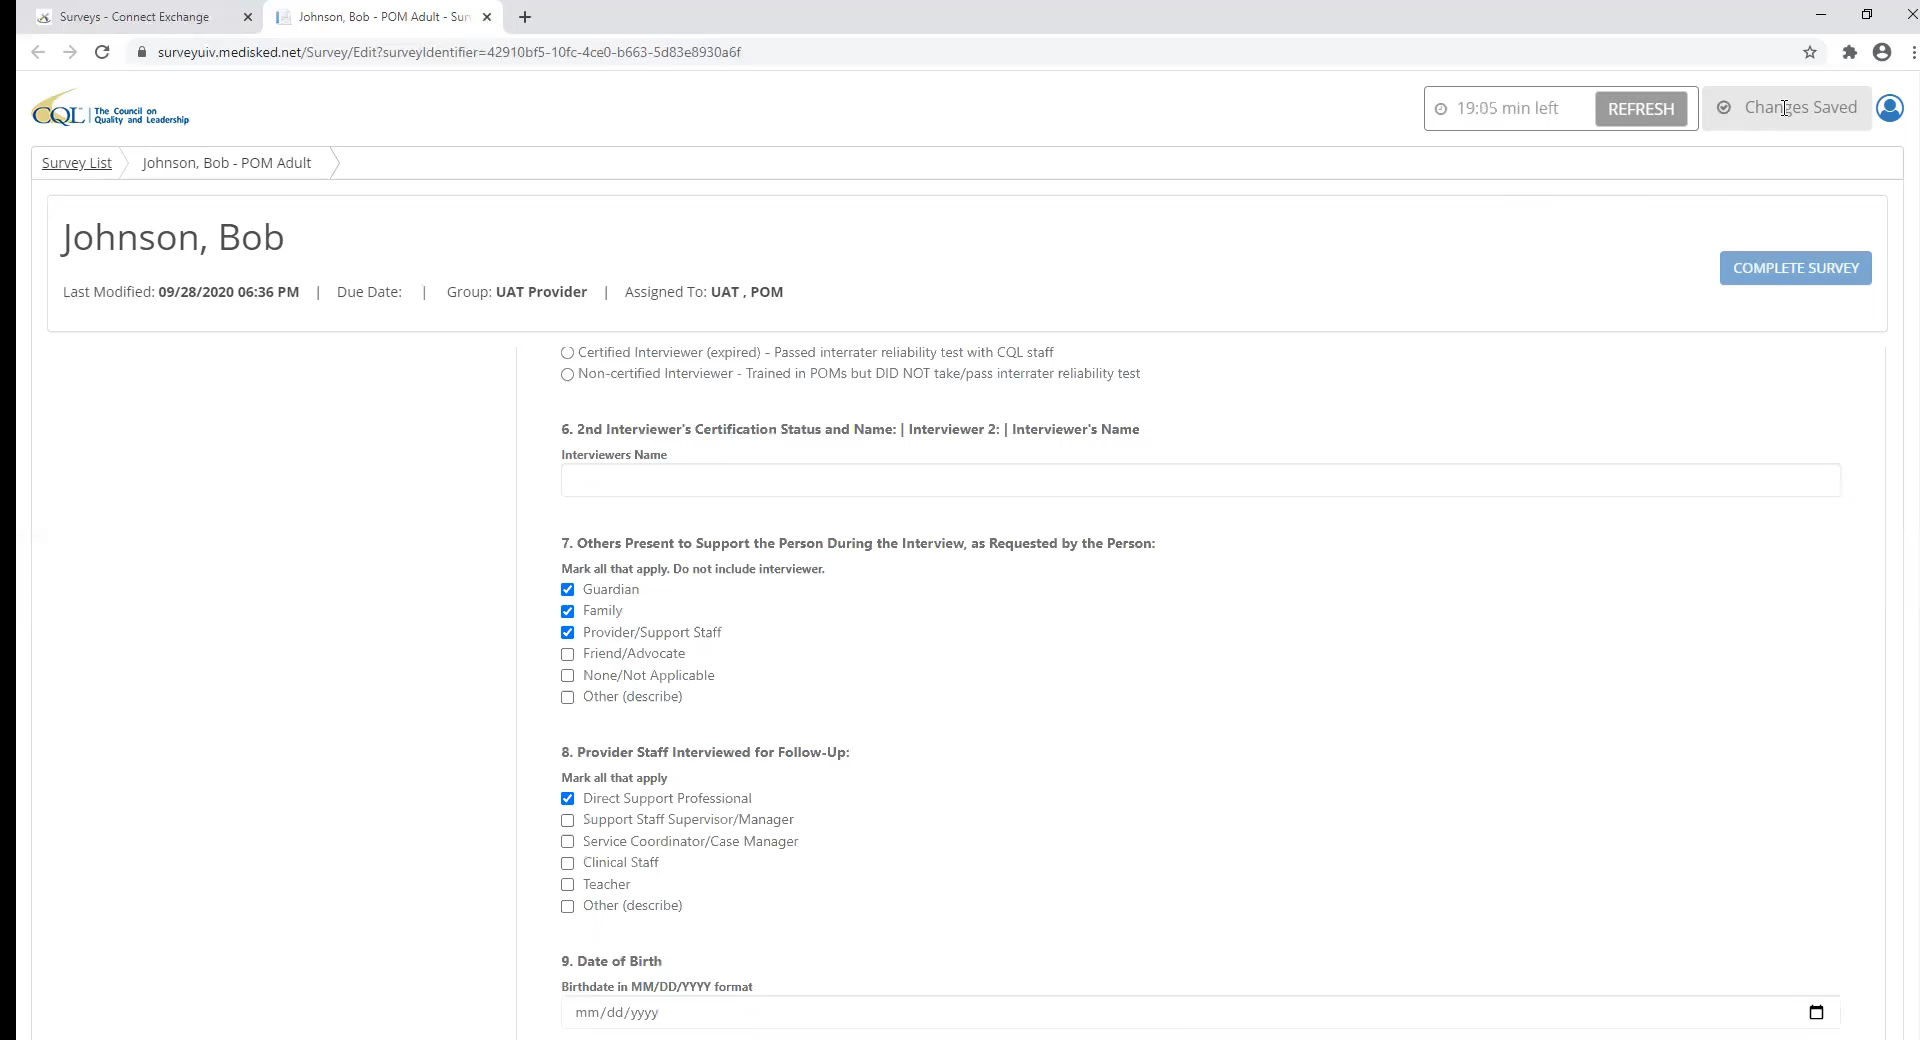 Surveys - Connect Exchange
Johnson, Bob - POM Adult - Sur
surveyuiv.medisked.net/Survey/Edit?surveyIdentifier=42910bf5-10fc-4ce0-b663-5d83e8930a6f
CQL The Council on
Quality and Leadership
19:05 min left REFRESH Changes Saved
Survey List Johnson, Bob - POM Adult
Johnson, Bob
COMPLETE SURVEY
Last Modified: 09/28/2020 06:36 PM | Due Date: | Group: UAT Provider | Assigned To: UAT , POM
Certified Interviewer (expired) - Passed interrater reliability test with CQL staff
Non-certified Interviewer - Trained in POMs but DID NOT take/pass interrater reliability test
6. 2nd Interviewer's Certification Status and Name: | Interviewer 2: | Interviewer's Name
Interviewers Name
7. Others Present to Support the Person During the Interview, as Requested by the Person:
Mark all that apply. Do not include interviewer.
Guardian
Family
Provider/Support Staff
Friend/Advocate
None/Not Applicable
Other (describe)
8. Provider Staff Interviewed for Follow-Up:
Mark all that apply
Direct Support Professional
Support Staff Supervisor/Manager
Service Coordinator/Case Manager
Clinical Staff
Teacher
Other (describe)
9. Date of Birth
Birthdate in MM/DD/YYYY format
mm/dd/yyyy